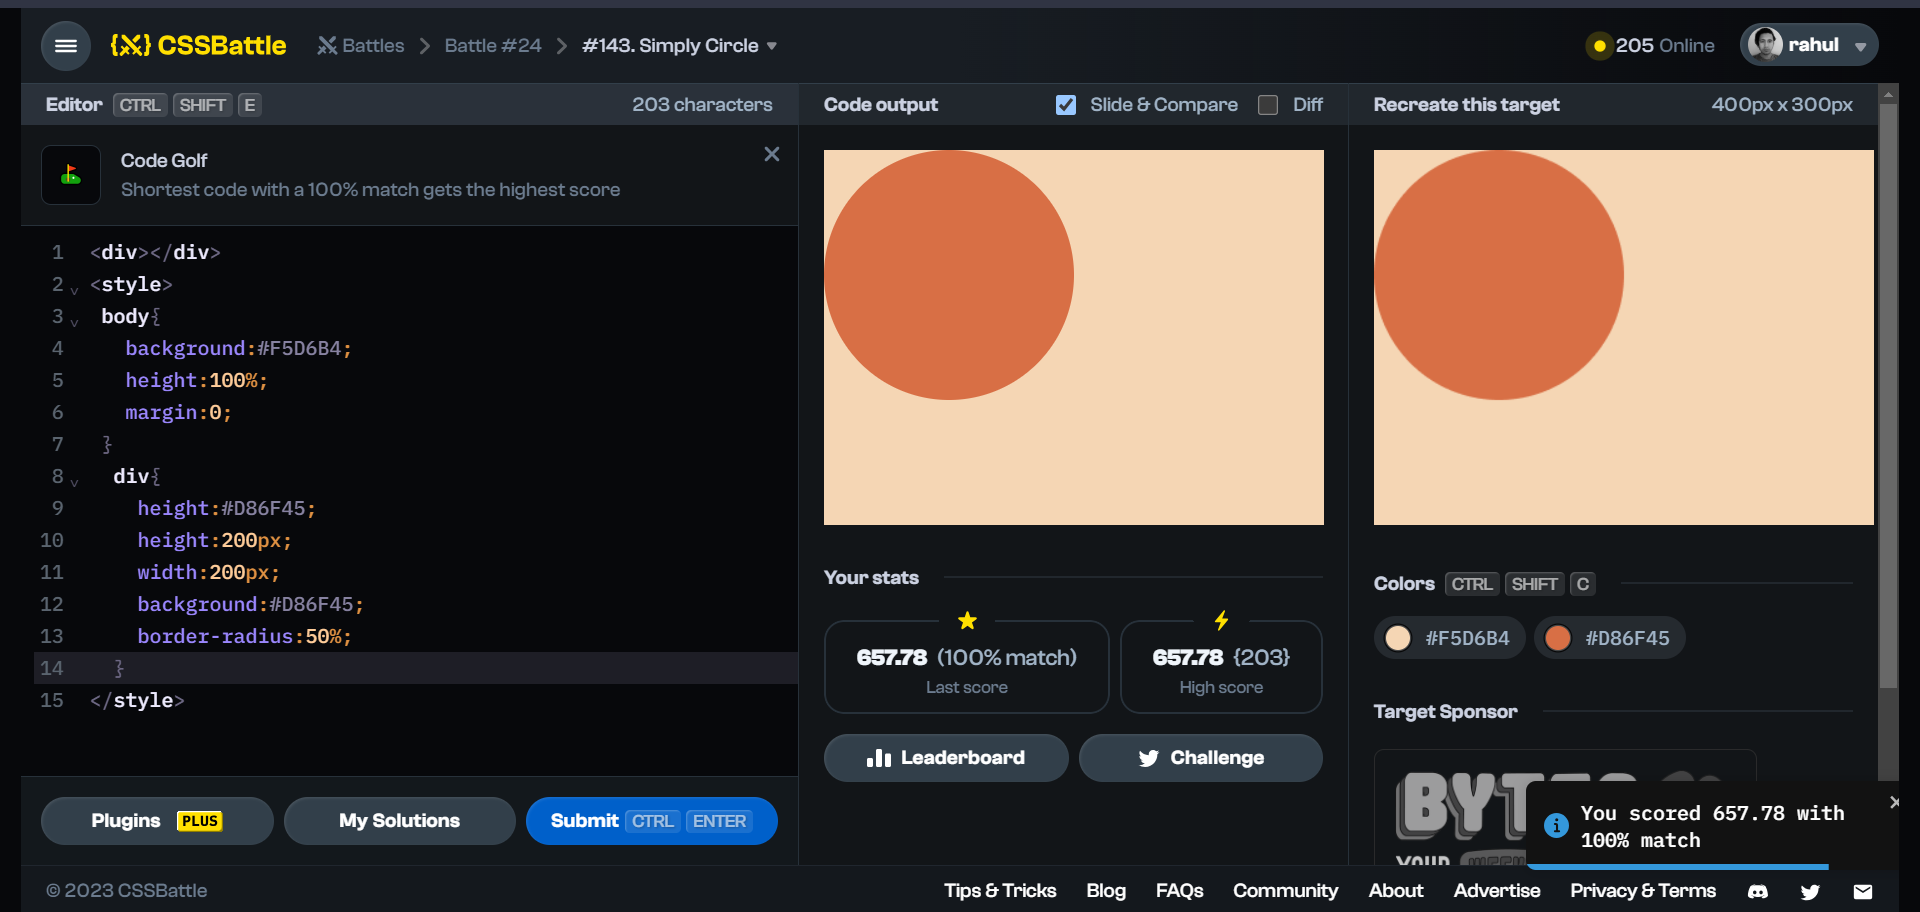 {X} CSSBattle
Battles > Battle #24 > #143. Simply Circle
205 Online
rahul
Editor CTRL SHIFT E
203 characters
Code output
Slide & Compare
Diff
Recreate this target
400px x 300px
Code Golf
Shortest code with a 100% match gets the highest score
1 <div></div>
2 <style>
3 body{
4 background:#F5D6B4;
5 height:100%;
6 margin:0;
7 }
8 div{
9 height:#D86F45;
10 height:200px;
11 width:200px;
12 background:#D86F45;
13 border-radius:50%;
14 }
15 </style>
Plugins PLUS
My Solutions
Submit CTRL ENTER
Your stats
657.78 (100% match)
Last score
657.78 {203}
High score
Leaderboard
Challenge
Colors CTRL SHIFT C
#F5D6B4
#D86F45
Target Sponsor
YOUR
You scored 657.78 with
100% match
© 2023 CSSBattle
Tips & Tricks
Blog
FAQs
Community
About
Advertise
Privacy & Terms